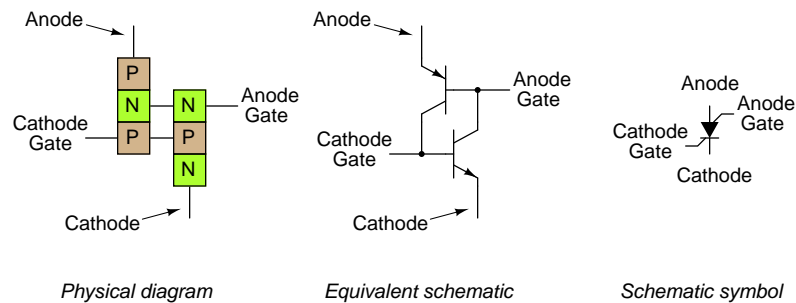 Anode
P
N
N
Anode
Gate
Cathode
Gate
P
P
N
Cathode
Physical diagram
Anode
Anode
Gate
Cathode
Gate
Cathode
Equivalent schematic
Anode
Anode
Gate
Cathode
Gate
Cathode
Schematic symbol